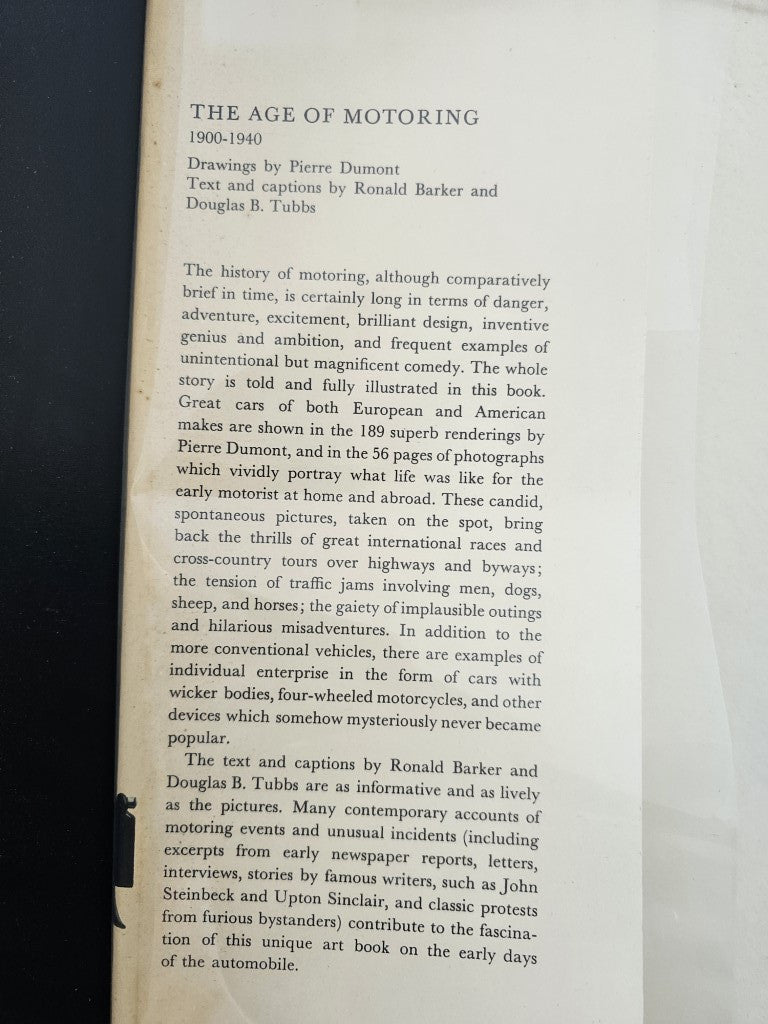 THE AGE OF MOTORING
1900-1940
Drawings by Pierre Dumont
Text and captions by Ronald Barker and
Douglas B. Tubbs
The history of motoring, although comparatively
brief in time, is certainly long in terms of danger,
adventure, excitement, brilliant design, inventive
genius and ambition, and frequent examples of
unintentional but magnificent comedy. The whole
story is told and fully illustrated in this book.
Great cars of both European and American
makes are shown in the 189 superb renderings by
Pierre Dumont, and in the 56 pages of photographs
which vividly portray what life was like for the
early motorist at home and abroad. These candid,
spontaneous pictures, taken on the spot, bring
back the thrills of great international races and
cross-country tours over highways and byways;
the tension of traffic jams involving men, dogs,
sheep, and horses; the gaiety of implausible outings
and hilarious misadventures. In addition to the
more conventional vehicles, there are examples of
individual enterprise in the form of cars with
wicker bodies, four-wheeled motorcycles, and other
devices which somehow mysteriously never became
popular.
The text and captions by Ronald Barker and
Douglas B. Tubbs are as informative and as lively
as the pictures. Many contemporary accounts of
motoring events and unusual incidents (including
excerpts from early newspaper reports, letters,
interviews, stories by famous writers, such as John
Steinbeck and Upton Sinclair, and classic protests
from furious bystanders) contribute to the fascina-
tion of this unique art book on the early days
of the automobile.